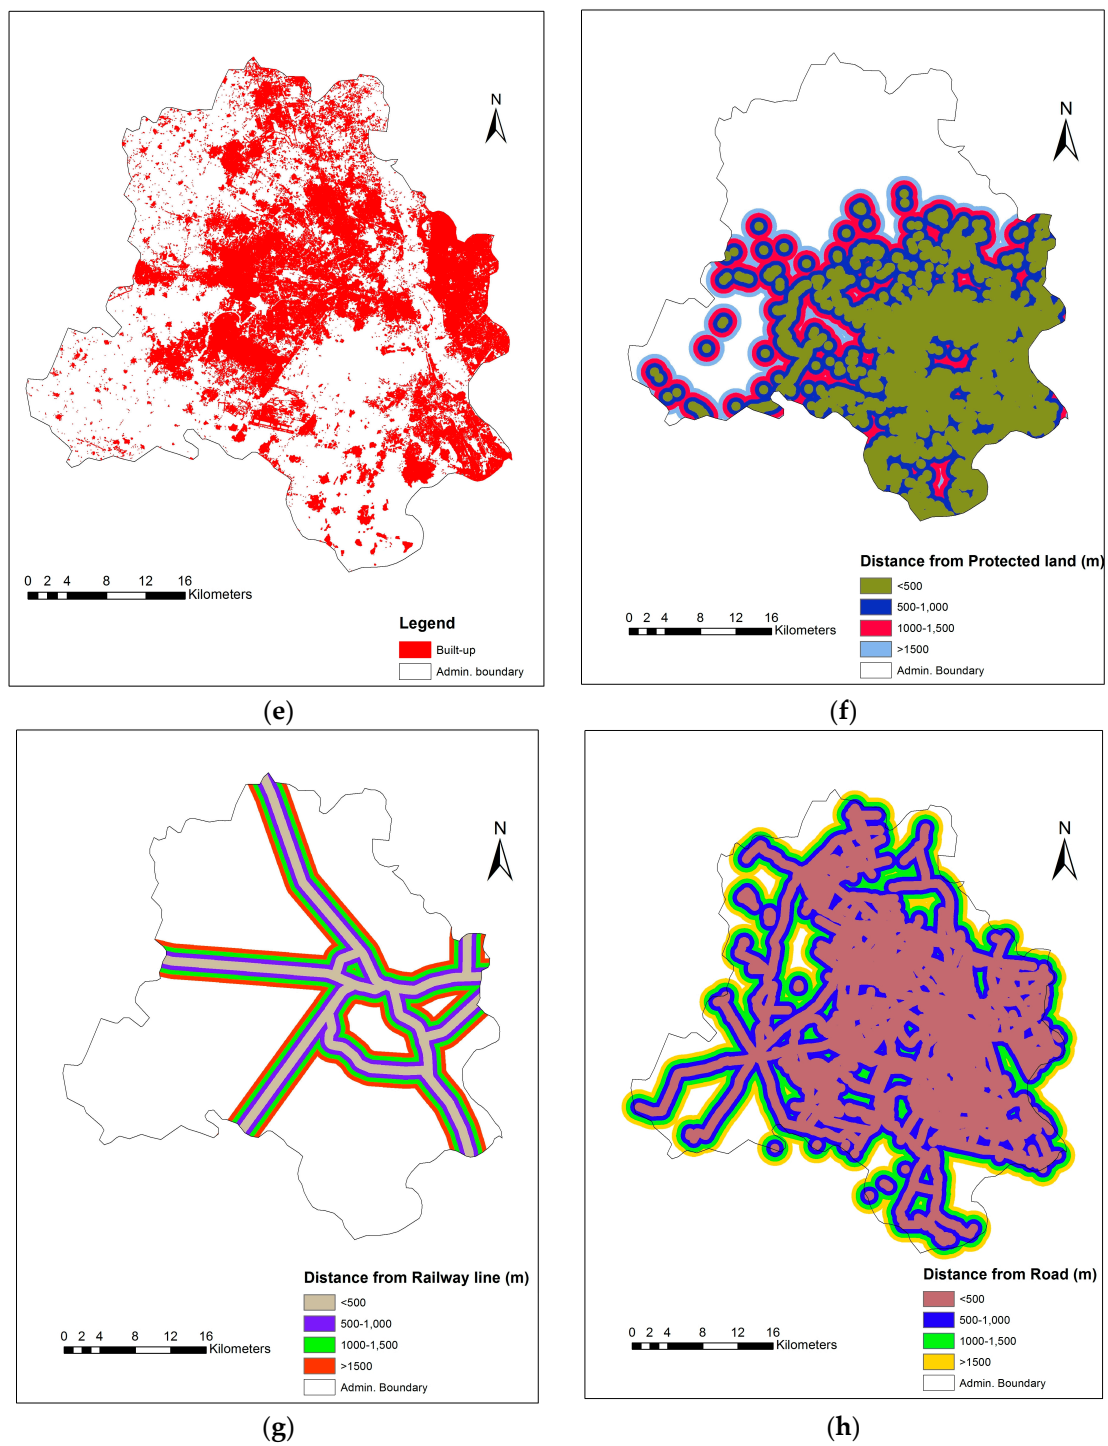 N
0 2 4 8 12 16
Kilometers
Legend
Built-up
Admin. boundary
(e)
N
Distance from Protected land (m)
<500
500-1,000
1000-1,500
>1500
Admin. Boundary
0 2 4 8 12 16
Kilometers
(f)
N
Distance from Railway line (m)
<500
500-1,000
1000-1,500
>1500
Admin. Boundary
0 2 4 8 12 16
Kilometers
(g)
N
Distance from Road (m)
<500
500-1,000
1000-1,500
>1500
Admin. Boundary
0 2 4 8 12 16
Kilometers
(h)